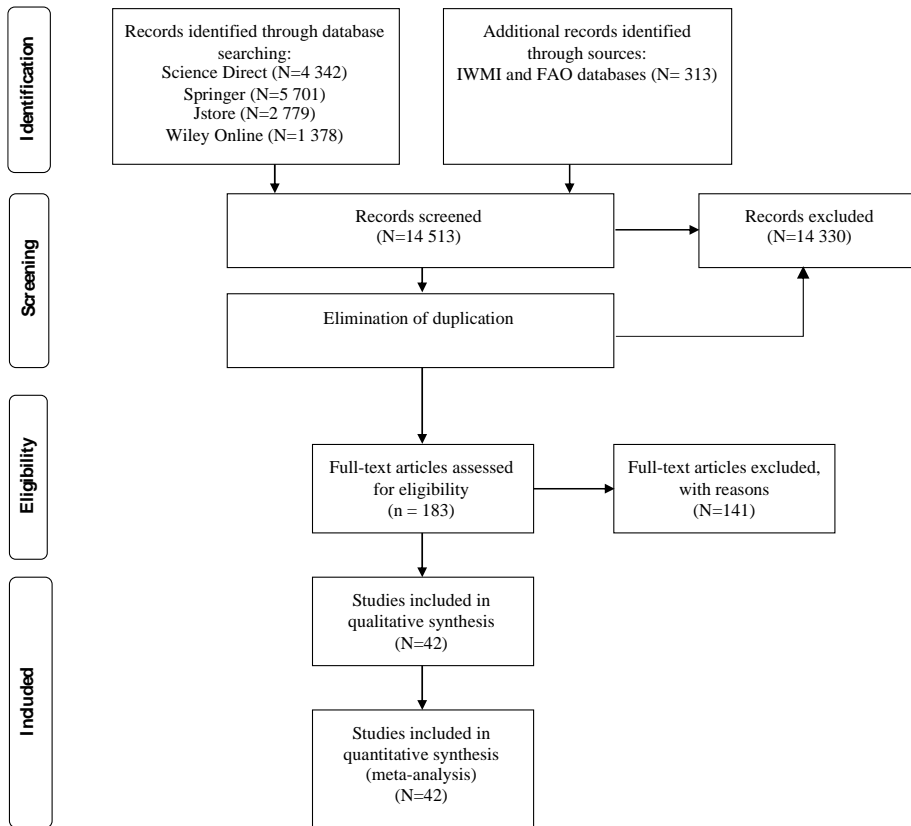 Identification
Records identified through database
searching:
Science Direct (N=4 342)
Springer (N=5 701)
Jstore (N=2 779)
Wiley Online (N=1 378)
Additional records identified
through sources:
IWMI and FAO databases (N= 313)
Screening
Records screened
(N=14 513)
Records excluded
(N=14 330)
Elimination of duplication
Eligibility
Full-text articles assessed
for eligibility
(n = 183)
Full-text articles excluded,
with reasons
(N=141)
Included
Studies included in
qualitative synthesis
(N=42)
Studies included in
quantitative synthesis
(meta-analysis)
(N=42)